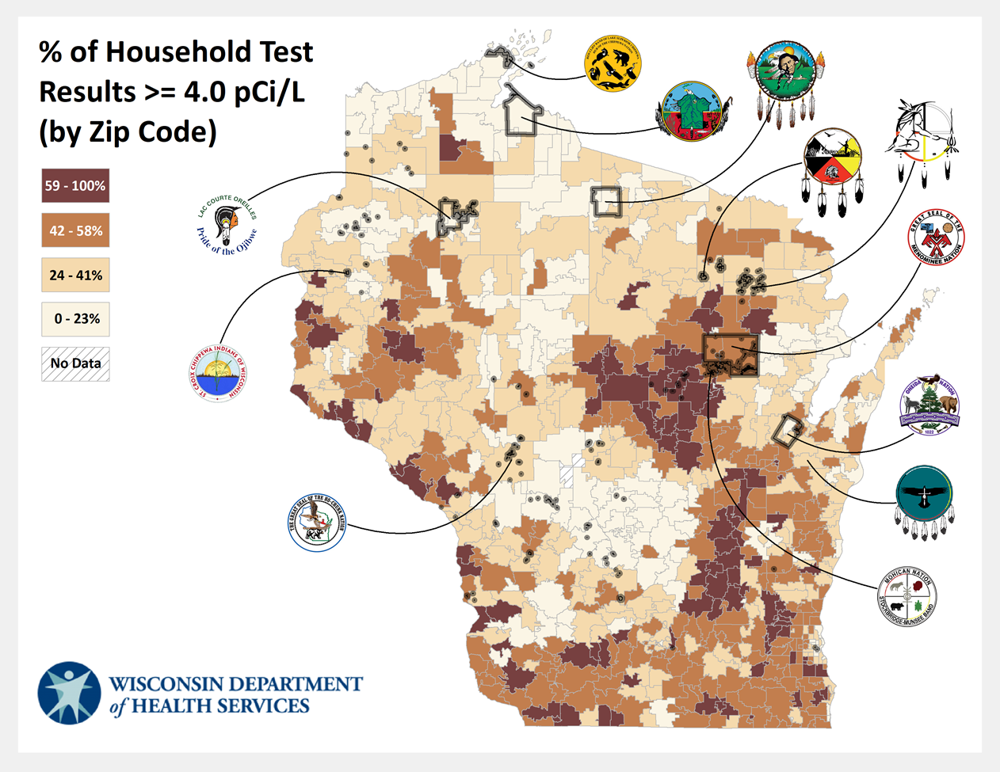 % of Household Test
Results >= 4.0 pCi/L
(by Zip Code)
59 - 100%
42 - 58%
24 - 41%
0 - 23%
No Data
LAC COURTE OREILLES
Pride of the Ojibwe
GREAT SEAL OF THE
MENOMINEE NATION
ST. CROIX CHIPPEWA INDIANS OF WISCONSIN
ONEIDA NATION
1822
THE GREAT SEAL OF THE HO-CHUNK NATION
MOHICAN NATION
STOCKBRIDGE-MUNSEE BAND
WISCONSIN DEPARTMENT
of HEALTH SERVICES